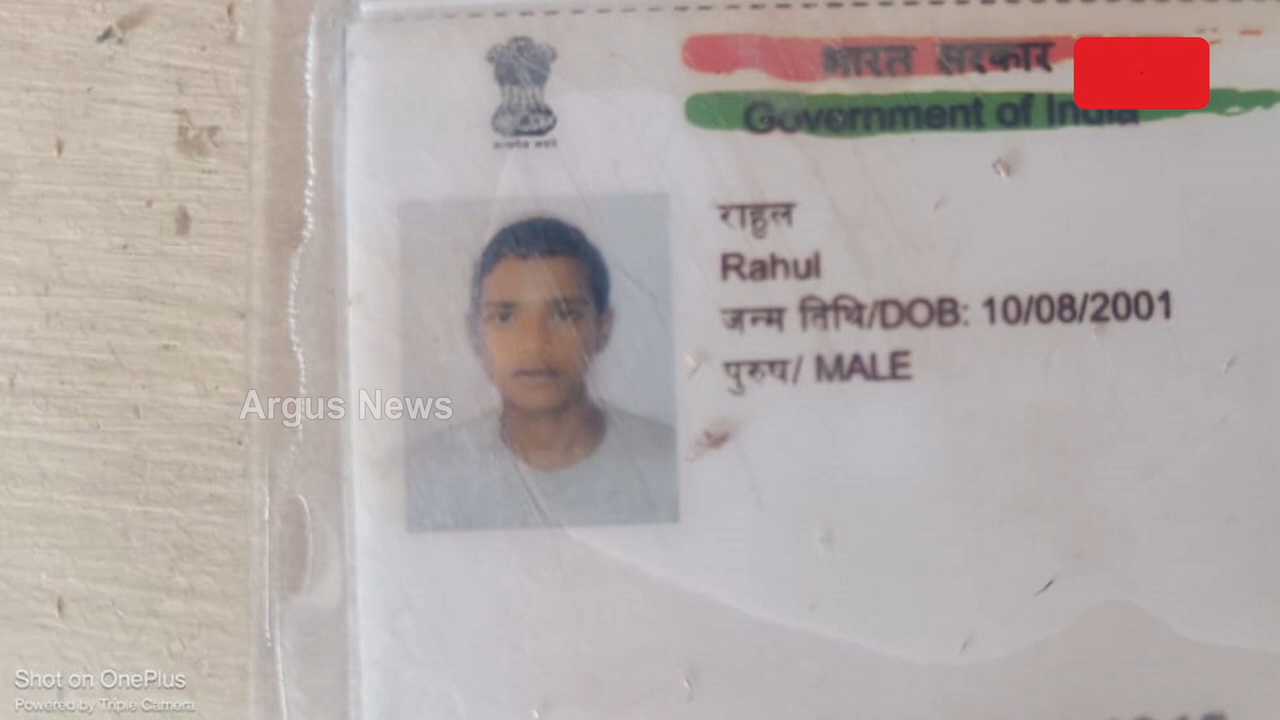 भारत सरकार
Government of India
राहुल
Rahul
जन्म तिथि/DOB: 10/08/2001
पुरुष/ MALE
Argus News
Shot on OnePlus
Powered by Triple Camera